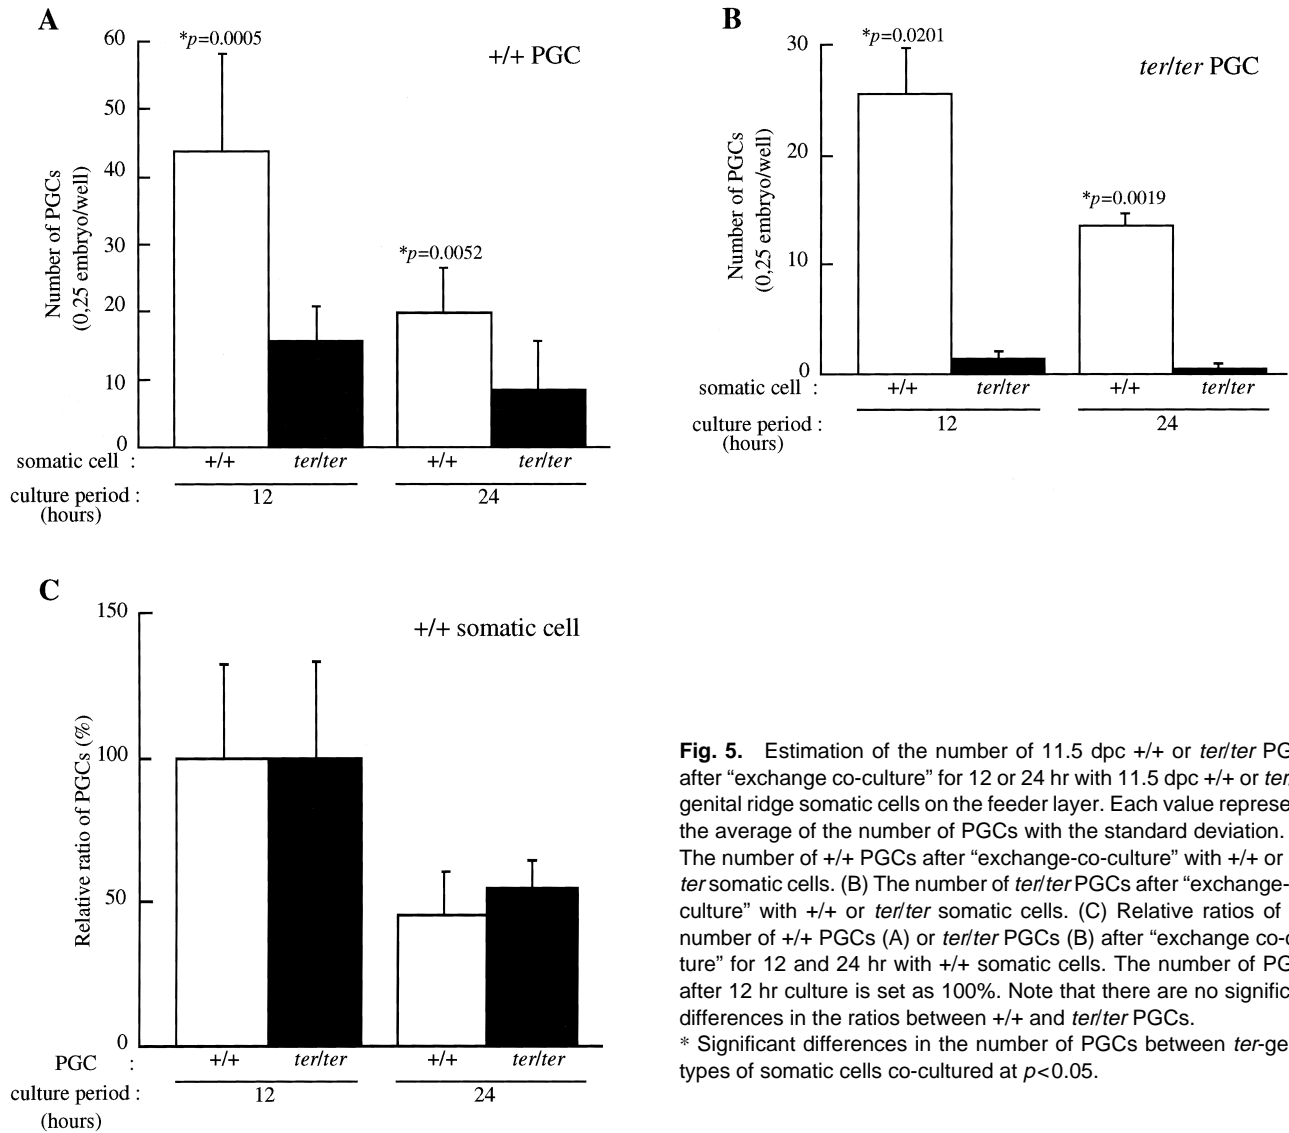 A
60
50
40
30
20
10
0
Number of PGCs
(0,25 embryo/well)
*p=0.0005
+/+ PGC
*p=0.0052
somatic cell : +/+ ter/ter +/+ ter/ter
culture period : 12 24
(hours)
B
30
20
10
0
Number of PGCs
(0,25 embryo/well)
*p=0.0201
ter/ter PGC
*p=0.0019
somatic cell : +/+ ter/ter +/+ ter/ter
culture period : 12 24
(hours)
C
150
100
50
0
Relative ratio of PGCs (%)
+/+ somatic cell
PGC : +/+ ter/ter +/+ ter/ter
culture period : 12 24
(hours)
Fig. 5. Estimation of the number of 11.5 dpc +/+ or ter/ter PG
after “exchange co-culture” for 12 or 24 hr with 11.5 dpc +/+ or ter/
genital ridge somatic cells on the feeder layer. Each value represe
the average of the number of PGCs with the standard deviation.
The number of +/+ PGCs after “exchange-co-culture” with +/+ or
ter somatic cells. (B) The number of ter/ter PGCs after “exchange-
culture” with +/+ or ter/ter somatic cells. (C) Relative ratios of
number of +/+ PGCs (A) or ter/ter PGCs (B) after “exchange co-c
ture” for 12 and 24 hr with +/+ somatic cells. The number of PG
after 12 hr culture is set as 100%. Note that there are no signific
differences in the ratios between +/+ and ter/ter PGCs.
* Significant differences in the number of PGCs between ter-ge
types of somatic cells co-cultured at p<0.05.